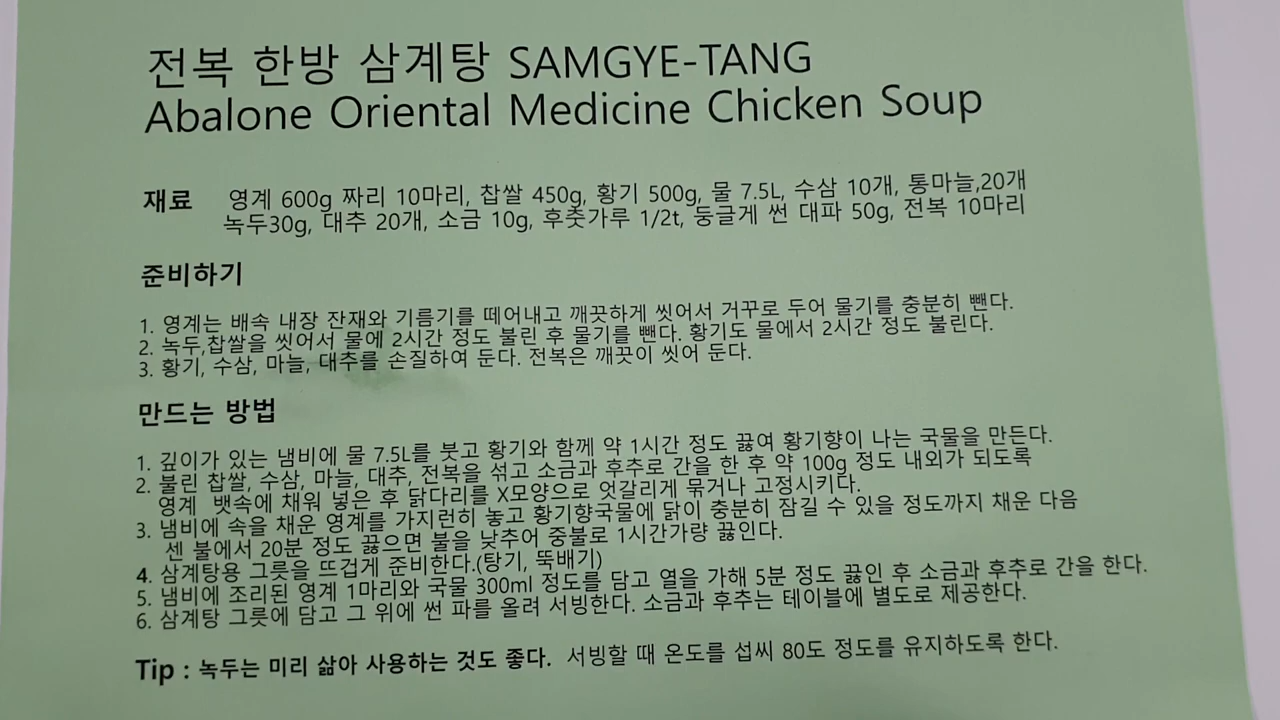 전복 한방 삼계탕 SAMGYE-TANG
Abalone Oriental Medicine Chicken Soup
재료 영계 600g 짜리 10마리, 찹쌀 450g, 황기 500g, 물 7.5L, 수삼 10개, 통마늘,20개
녹두30g, 대추 20개, 소금 10g, 후춧가루 1/2t, 둥글게 썬 대파 50g, 전복 10마리
준비하기
1. 영계는 배속 내장 잔재와 기름기를 떼어내고 깨끗하게 씻어서 거꾸로 두어 물기를 충분히 뺀다.
2. 녹두,찹쌀을 씻어서 물에 2시간 정도 불린 후 물기를 뺀다. 황기도 물에서 2시간 정도 불린다.
3. 황기, 수삼, 마늘, 대추를 손질하여 둔다. 전복은 깨끗이 씻어 둔다.
만드는 방법
1. 깊이가 있는 냄비에 물 7.5L를 붓고 황기와 함께 약 1시간 정도 끓여 황기향이 나는 국물을 만든다.
2. 불린 찹쌀, 수삼, 마늘, 대추, 전복을 섞고 소금과 후추로 간을 한 후 약 100g 정도 내외가 되도록
영계 뱃속에 채워 넣은 후 닭다리를 X모양으로 엇갈리게 묶거나 고정시키다.
3. 냄비에 속을 채운 영계를 가지런히 놓고 황기향국물에 닭이 충분히 잠길 수 있을 정도까지 채운 다음
센 불에서 20분 정도 끓으면 불을 낮추어 중불로 1시간가량 끓인다.
4. 삼계탕용 그릇을 뜨겁게 준비한다.(탕기, 뚝배기)
5. 냄비에 조리된 영계 1마리와 국물 300ml 정도를 담고 열을 가해 5분 정도 끓인 후 소금과 후추로 간을 한다.
6. 삼계탕 그릇에 담고 그 위에 썬 파를 올려 서빙한다. 소금과 후추는 테이블에 별도로 제공한다.
Tip : 녹두는 미리 삶아 사용하는 것도 좋다. 서빙할 때 온도를 섭씨 80도 정도를 유지하도록 한다.